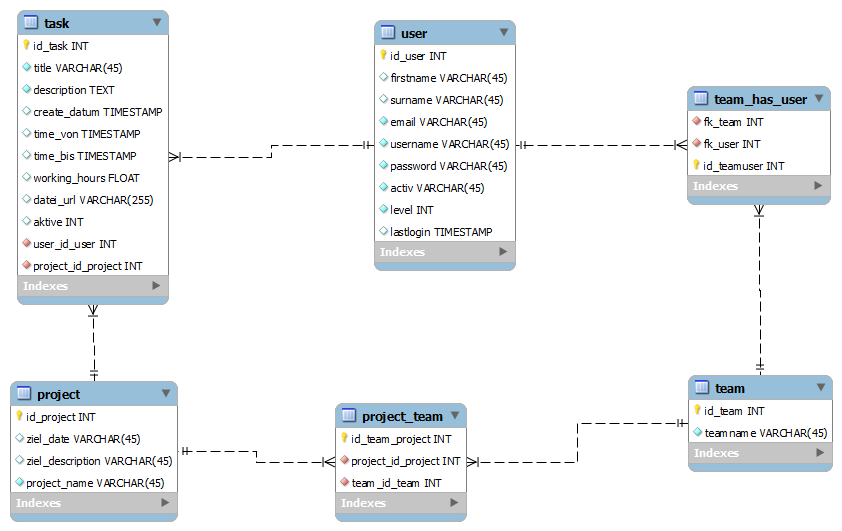 task
id_task INT
title VARCHAR(45)
description TEXT
create_datum TIMESTAMP
time_von TIMESTAMP
time_bis TIMESTAMP
working_hours FLOAT
datei_url VARCHAR(255)
aktive INT
user_id_user INT
project_id_project INT
Indexes
user
id_user INT
firstname VARCHAR(45)
surname VARCHAR(45)
email VARCHAR(45)
username VARCHAR(45)
password VARCHAR(45)
activ VARCHAR(45)
level INT
lastlogin TIMESTAMP
Indexes
team_has_user
fk_team INT
fk_user INT
id_teamuser INT
Indexes
project
id_project INT
ziel_date VARCHAR(45)
ziel_description VARCHAR(45)
project_name VARCHAR(45)
Indexes
project_team
id_team_project INT
project_id_project INT
team_id_team INT
Indexes
team
id_team INT
teamname VARCHAR(45)
Indexes